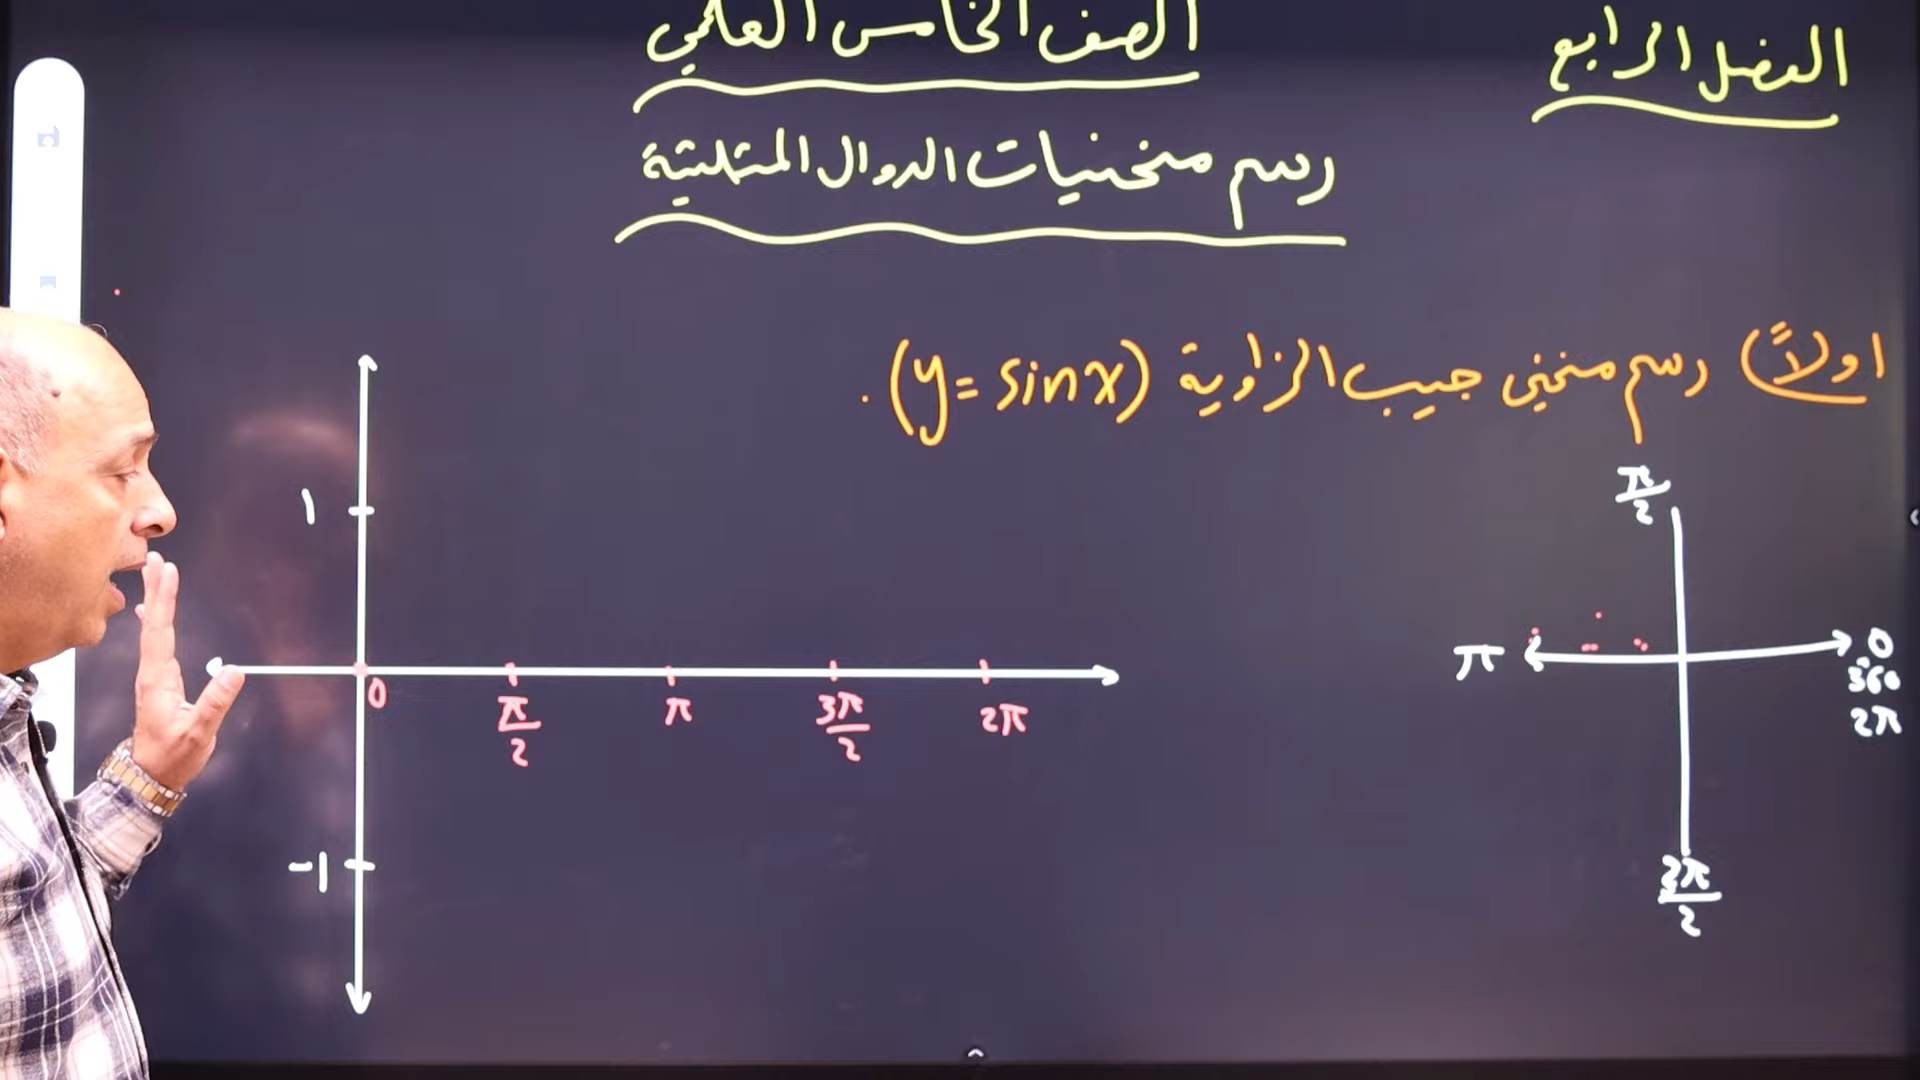 الفصل الرابع
الصف الخامس العلمي
رسم منحنيات الدوال المثلثية
اولاً) رسم منحني جيب الزاوية (y = sinx) .
1
-1
0
π/2
π
3π/2
2π
π/2
π
0
360
2π
3π/2